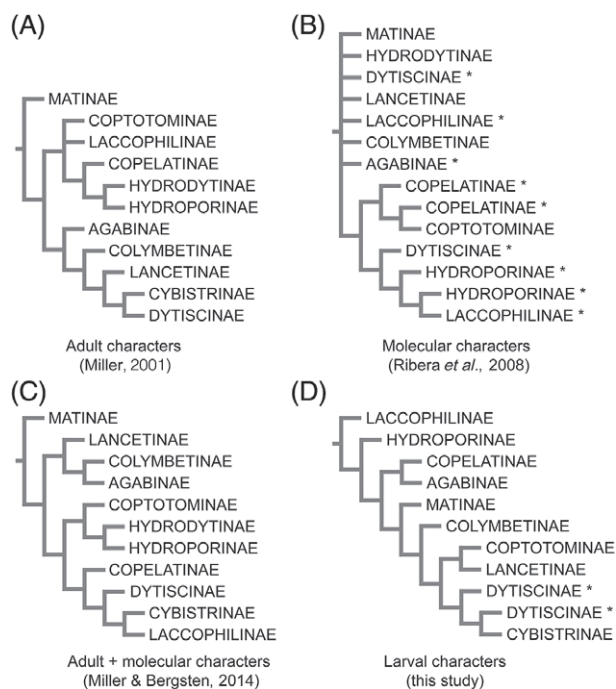 (A)
MATINAE
COPTOTOMINAE
LACCOPHILINAE
COPELATINAE
HYDRODYTINAE
HYDROPORINAE
AGABINAE
COLYMBETINAE
LANCETINAE
CYBISTRINAE
DYTISCINAE
Adult characters
(Miller, 2001)
(B)
MATINAE
HYDRODYTINAE
DYTISCINAE *
LANCETINAE
LACCOPHILINAE *
COLYMBETINAE
AGABINAE *
COPELATINAE *
COPELATINAE *
COPTOTOMINAE
DYTISCINAE *
HYDROPORINAE *
HYDROPORINAE *
LACCOPHILINAE *
Molecular characters
(Ribera et al., 2008)
(C)
MATINAE
LANCETINAE
COLYMBETINAE
AGABINAE
COPTOTOMINAE
HYDRODYTINAE
HYDROPORINAE
COPELATINAE
DYTISCINAE
CYBISTRINAE
LACCOPHILINAE
Adult + molecular characters
(Miller & Bergsten, 2014)
(D)
LACCOPHILINAE
HYDROPORINAE
COPELATINAE
AGABINAE
MATINAE
COLYMBETINAE
COPTOTOMINAE
LANCETINAE
DYTISCINAE *
DYTISCINAE *
CYBISTRINAE
Larval characters
(this study)